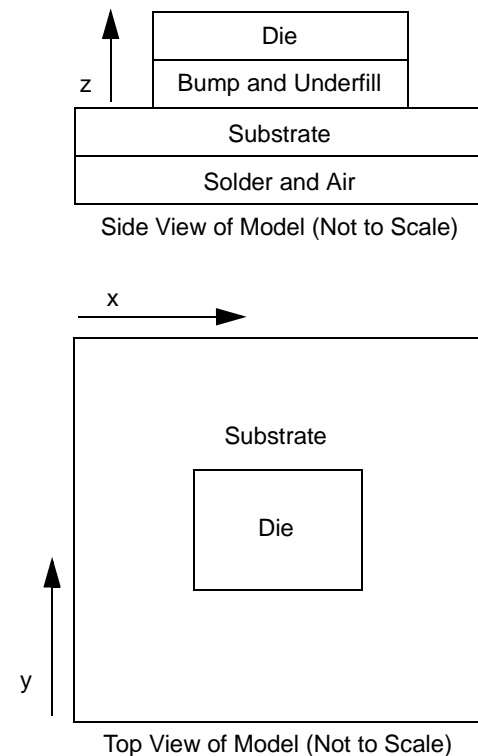 Die
z
Bump and Underfill
Substrate
Solder and Air
Side View of Model (Not to Scale)
x
Substrate
Die
y
Top View of Model (Not to Scale)